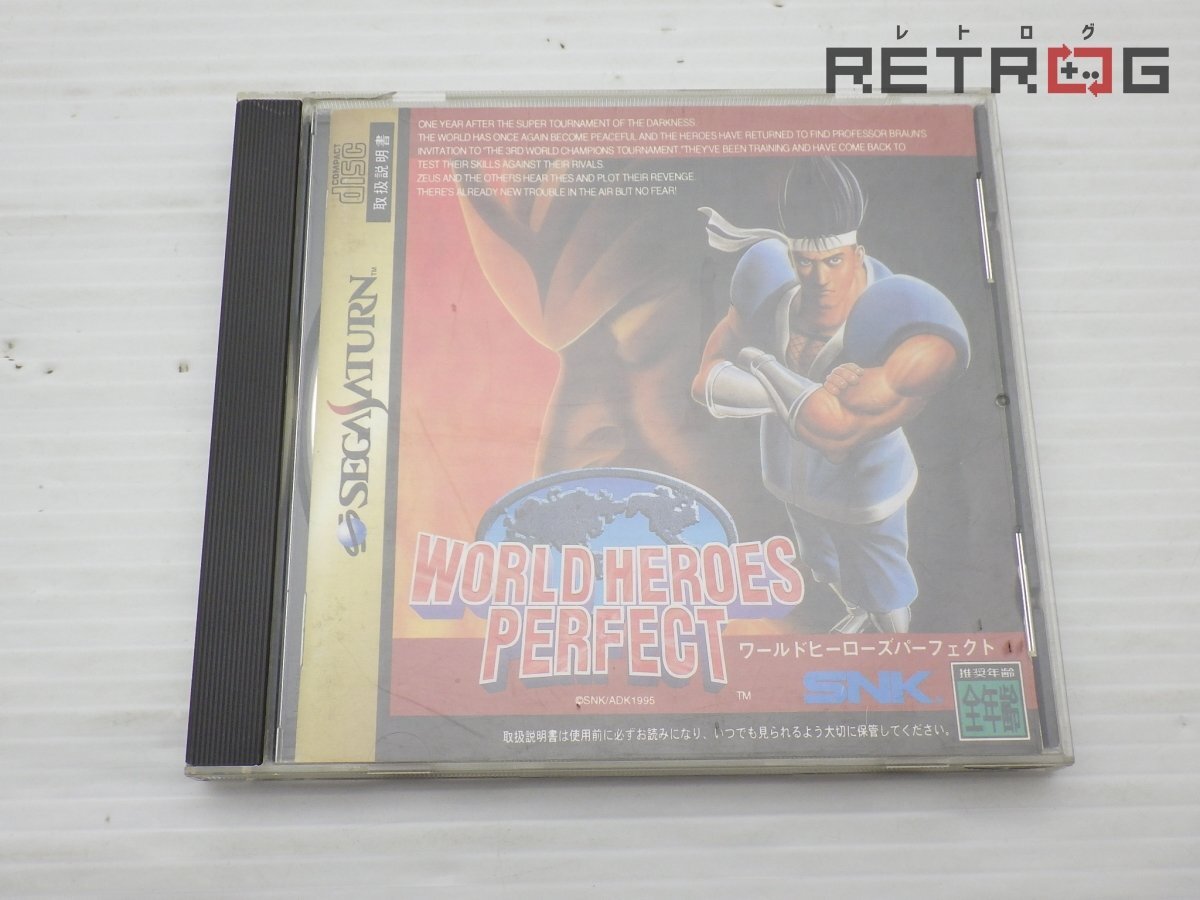 レトログ
RETROG
ONE YEAR AFTER THE SUPER TOURNAMENT OF THE DARKNESS.
THE WORLD HAS ONCE AGAIN BECOME PEACEFUL AND THE HEROES HAVE RETURNED TO FIND PROFESSOR BRAUN'S
INVITATION TO "THE 3RD WORLD CHAMPIONS TOURNAMENT." THEY'VE BEEN TRAINING AND HAVE COME BACK TO
TEST THEIR SKILLS AGAINST THEIR RIVALS.
ZEUS AND THE OTHERS HEAR THES AND PLOT THEIR REVENGE.
THERE'S ALREADY NEW TROUBLE IN THE AIR BUT NO FEAR!
COMPACT
disc
取扱説明書
SEGA SATURN™
WORLD HEROES
PERFECT
™
ワールドヒーローズパーフェクト
©SNK/ADK1995
SNK
推奨年齢
全年齢
取扱説明書は使用前に必ずお読みになり、いつでも見られるよう大切に保管してください。